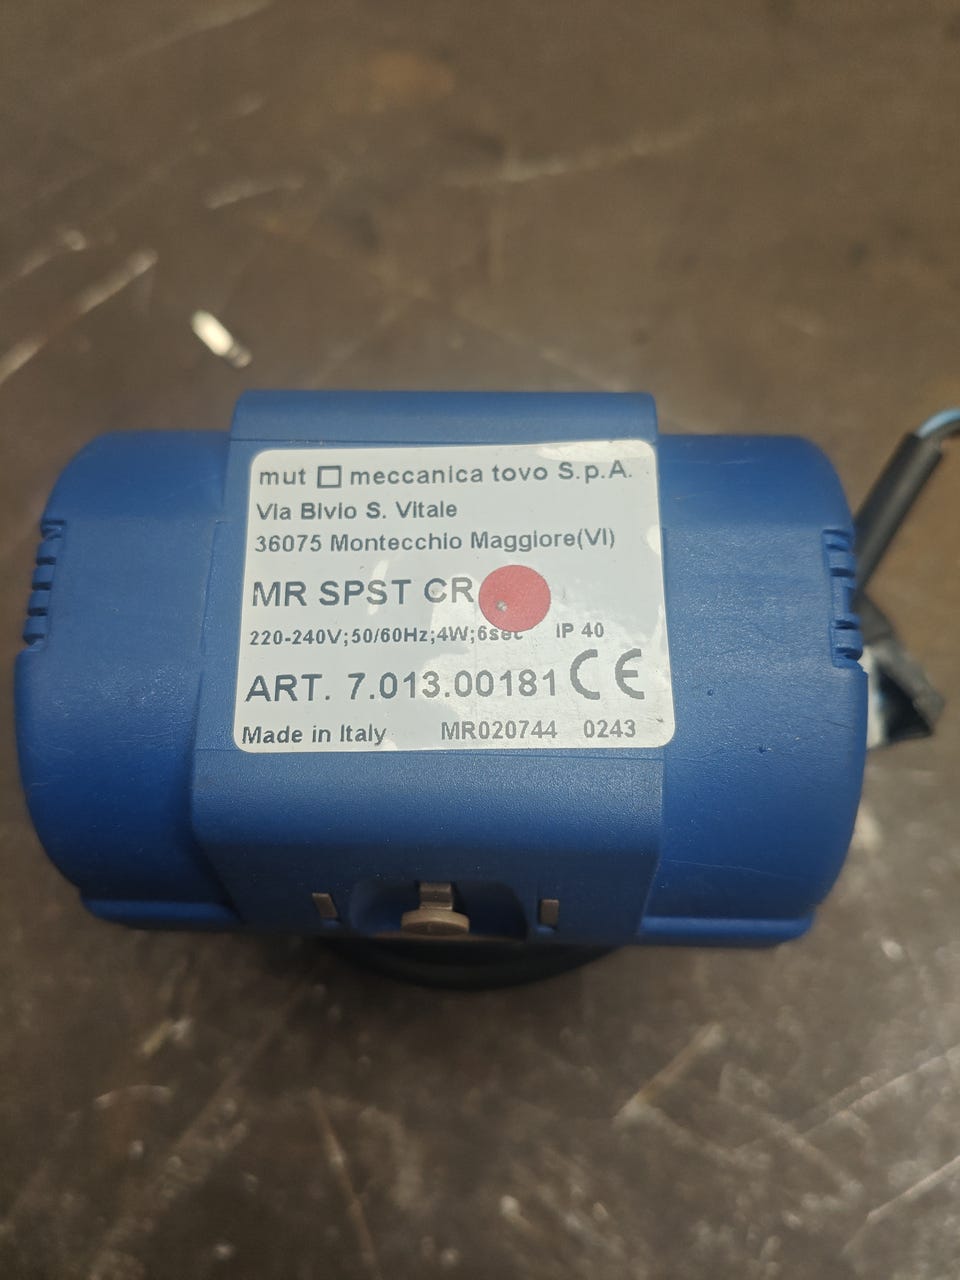 mut meccanica tovo S.p.A.
Via Bivio S. Vitale
36075 Montecchio Maggiore(VI)
MR SPST CR
220-240V;50/60Hz;4W;6sec IP 40
ART. 7.013.00181 CE
Made in Italy MR020744 0243